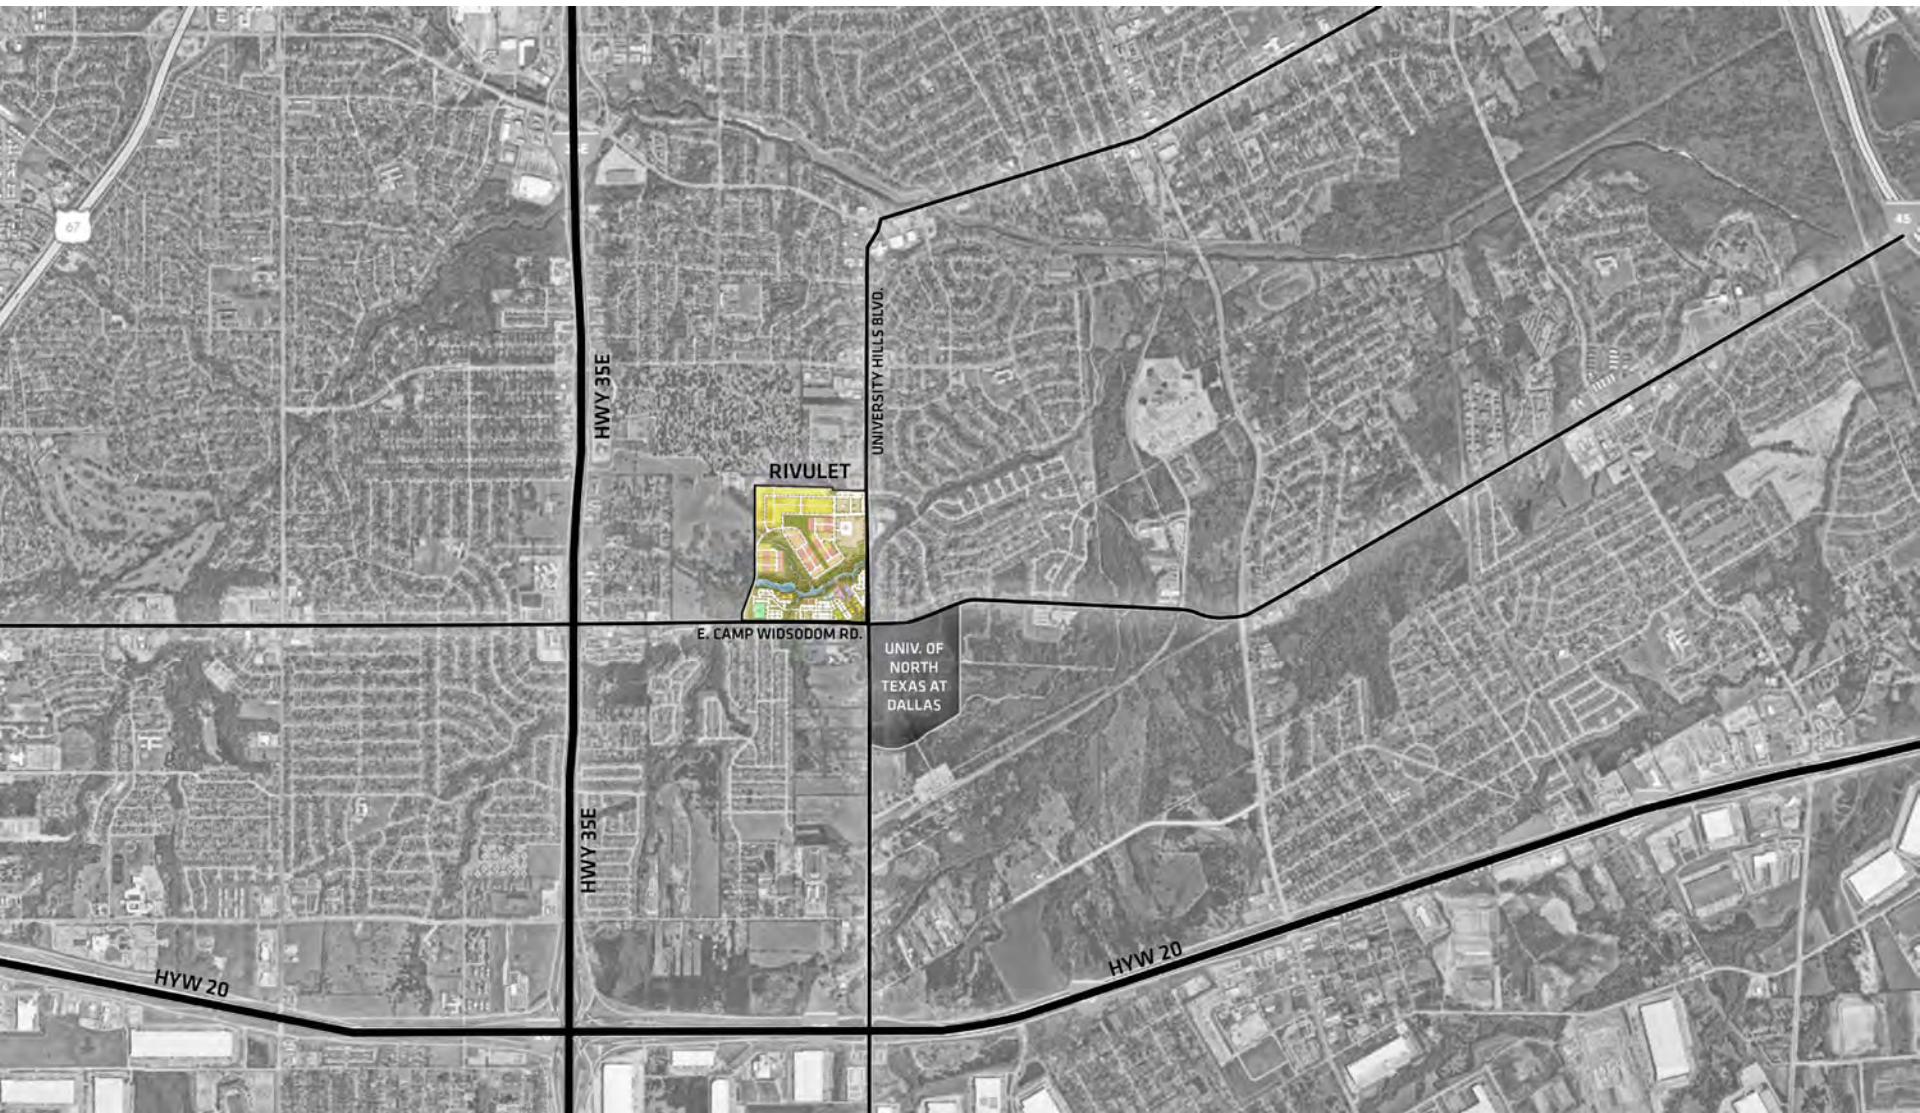 67
45
HWY 35E
UNIVERSITY HILLS BLVD.
RIVULET
E. CAMP WIDSODOM RD.
UNIV. OF
NORTH
TEXAS AT
DALLAS
HWY 35E
HYW 20
HYW 20